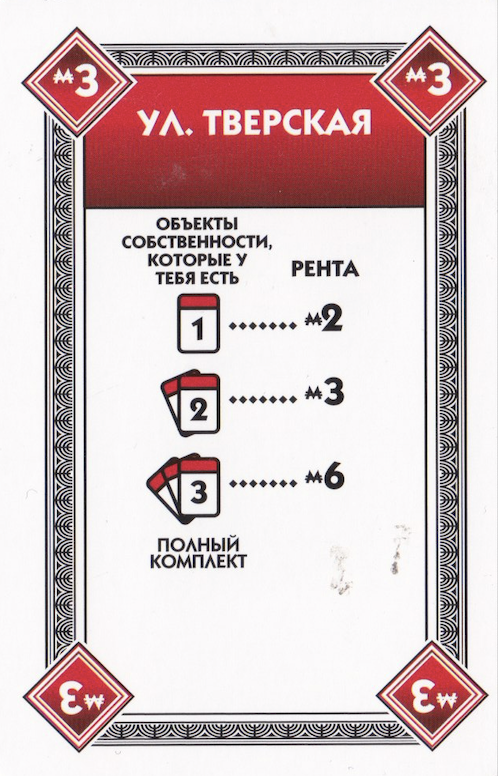 ₩3 ₩3
УЛ. ТВЕРСКАЯ
ОБЪЕКТЫ
СОБСТВЕННОСТИ,
КОТОРЫЕ У
ТЕБЯ ЕСТЬ
РЕНТА
1 ........ ₩2
2 ........ ₩3
3 ........ ₩6
ПОЛНЫЙ
КОМПЛЕКТ
₩3 ₩3